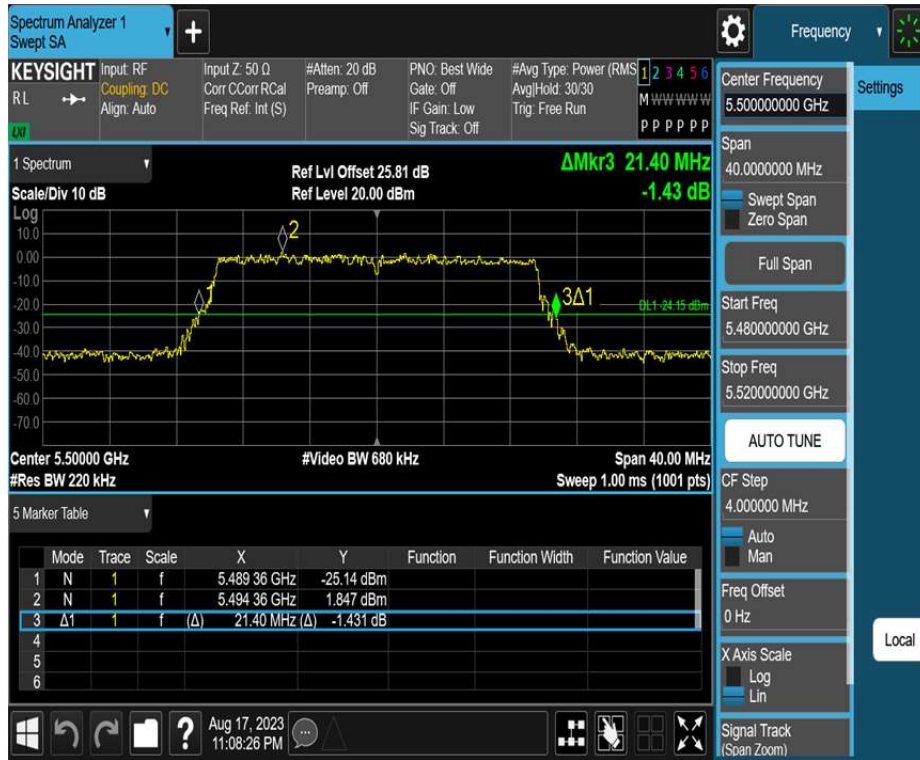 Spectrum Analyzer 1
Swept SA
+
Frequency
KEYSIGHT
RL
LXI
Input: RF
Coupling: DC
Align: Auto
Input Z: 50 Ω
Corr CCorr RCal
Freq Ref: Int (S)
#Atten: 20 dB
Preamp: Off
PNO: Best Wide
Gate: Off
IF Gain: Low
Sig Track: Off
#Avg Type: Power (RMS
Avg|Hold: 30/30
Trig: Free Run
1 2 3 4 5 6
M W W W W W
P P P P P P
1 Spectrum
Scale/Div 10 dB
Ref Lvl Offset 25.81 dB
Ref Level 20.00 dBm
ΔMkr3 21.40 MHz
-1.43 dB
Log
10.0
0.00
-10.0
-20.0
-30.0
-40.0
-50.0
-60.0
-70.0
1
2
3Δ1
DL1 -24.15 dBm
Center 5.50000 GHz
#Res BW 220 kHz
#Video BW 680 kHz
Span 40.00 MHz
Sweep 1.00 ms (1001 pts)
5 Marker Table
Mode Trace Scale X Y Function Function Width Function Value
1 N 1 f 5.489 36 GHz -25.14 dBm
2 N 1 f 5.494 36 GHz 1.847 dBm
3 Δ1 1 f (Δ) 21.40 MHz (Δ) -1.431 dB
4
5
6
?
Aug 17, 2023
11:08:26 PM
Center Frequency
5.500000000 GHz
Span
40.0000000 MHz
Swept Span
Zero Span
Full Span
Start Freq
5.480000000 GHz
Stop Freq
5.520000000 GHz
AUTO TUNE
CF Step
4.000000 MHz
Auto
Man
Freq Offset
0 Hz
X Axis Scale
Log
Lin
Signal Track
(Span Zoom)
Settings
Local